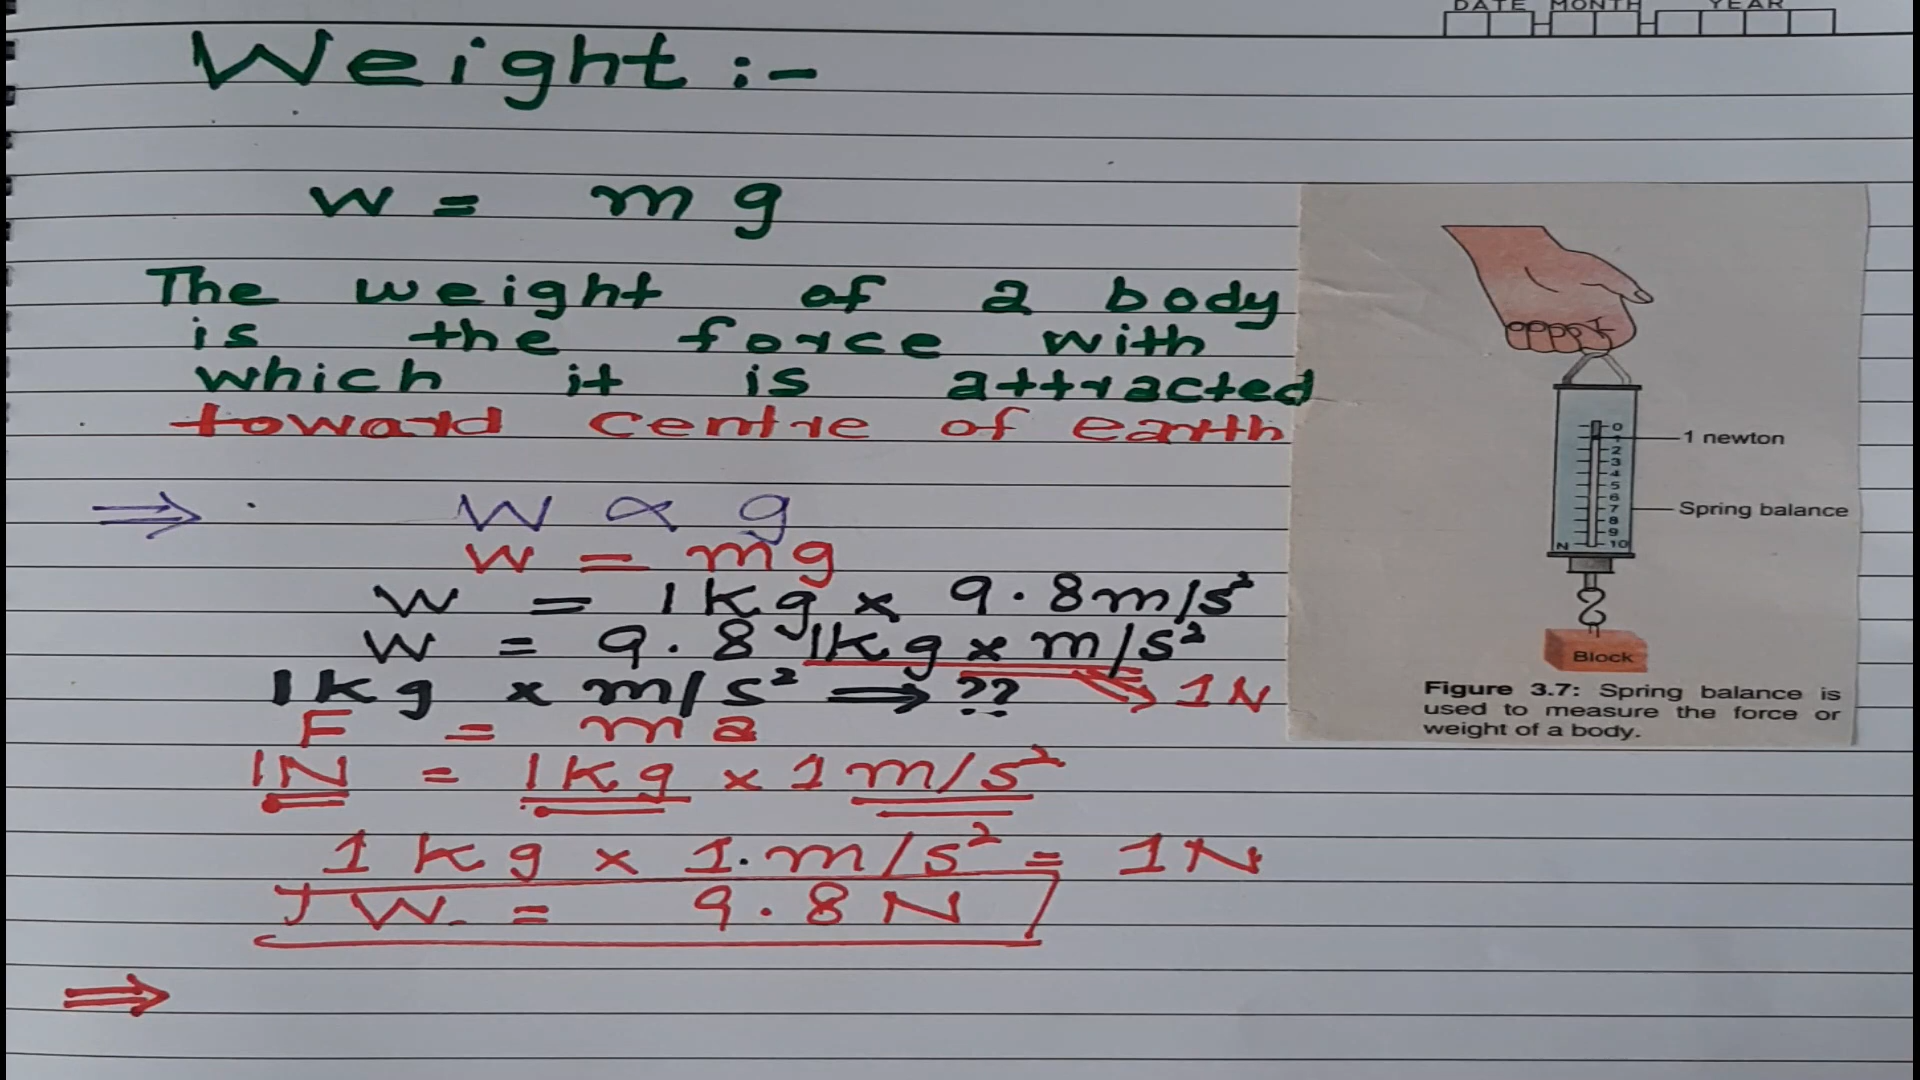 DATE MONTH YEAR
Weight :-
W = mg
The weight of a body
is the force with
which it is attracted
toward centre of earth
⇒ W ∝ g
W = mg
W = 1Kg × 9.8m/s²
W = 9.8 1Kg × m/s²
1Kg × m/s² ⇒ ?? 1N
F = ma
1N = 1Kg × 1 m/s²
1 Kg × 1. m/s² = 1N
W = 9.8 N
⇒
0
1
2
3
4
5
6
7
8
9
N 10
1 newton
Spring balance
Block
Figure 3.7: Spring balance is
used to measure the force or
weight of a body.